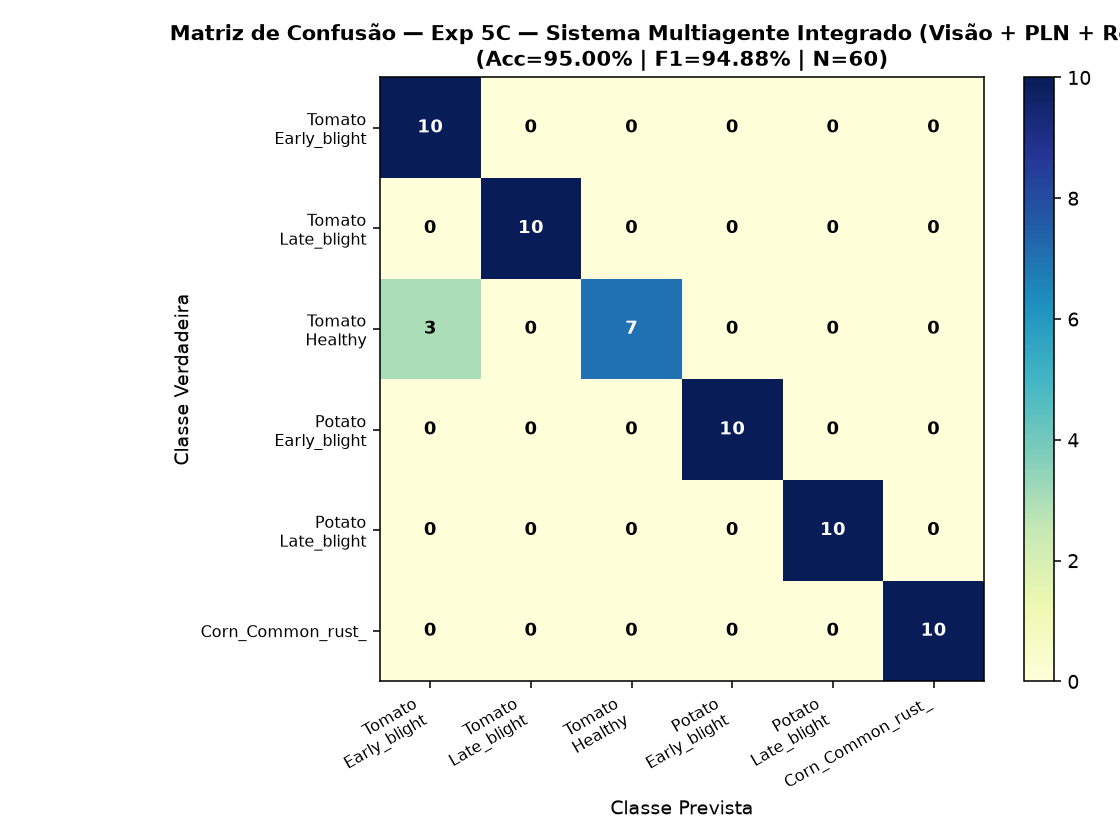 Matriz de Confusão — Exp 5C — Sistema Multiagente Integrado (Visão + PLN +
(Acc=95.00% | F1=94.88% | N=60)
Classe Verdadeira
Tomato
Early_blight
10 0 0 0 0 0
Tomato
Late_blight
0 10 0 0 0 0
Tomato
Healthy
3 0 7 0 0 0
Potato
Early_blight
0 0 0 10 0 0
Potato
Late_blight
0 0 0 0 10 0
Corn_Common_rust_
0 0 0 0 0 10
Tomato
Early_blight
Tomato
Late_blight
Tomato
Healthy
Potato
Early_blight
Potato
Late_blight
Corn_Common_rust_
Classe Prevista
10
8
6
4
2
0